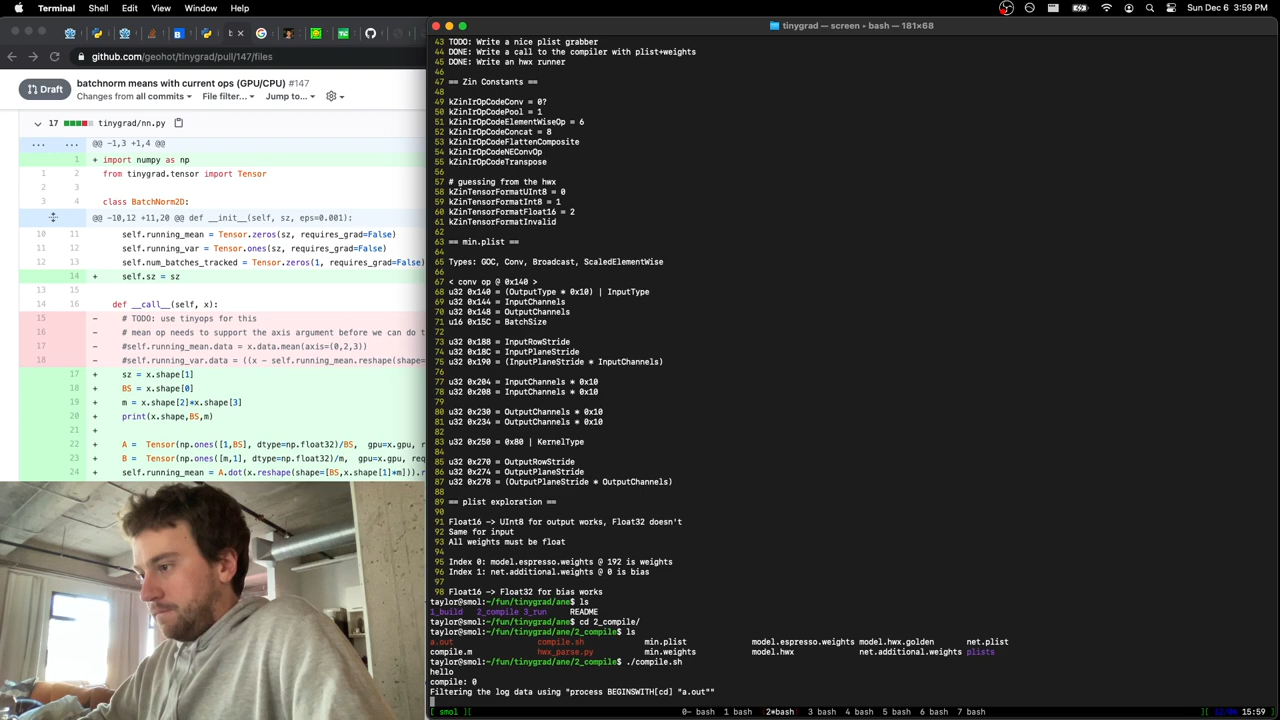 Terminal Shell Edit View Window Help
Sun Dec 6 3:59 PM
github.com/geohot/tinygrad/pull/147/files
Draft
batchnorm means with current ops (GPU/CPU) #147
Changes from all commits File filter... Jump to...
17 tinygrad/nn.py
... ... @@ -1,3 +1,4 @@
1 + import numpy as np
1 2 from tinygrad.tensor import Tensor
2 3
3 4 class BatchNorm2D:
@@ -10,12 +11,20 @@ def __init__(self, sz, eps=0.001):
10 11 self.running_mean = Tensor.zeros(sz, requires_grad=False)
11 12 self.running_var = Tensor.ones(sz, requires_grad=False)
12 13 self.num_batches_tracked = Tensor.zeros(1, requires_grad=False)
14 + self.sz = sz
13 15
14 16 def __call__(self, x):
15 - # TODO: use tinyops for this
16 - # mean op needs to support the axis argument before we can do t
17 - #self.running_mean.data = x.data.mean(axis=(0,2,3))
18 - #self.running_var.data = ((x - self.running_mean.reshape(shape=
17 + sz = x.shape[1]
18 + BS = x.shape[0]
19 + m = x.shape[2]*x.shape[3]
20 + print(x.shape,BS,m)
21 +
22 + A = Tensor(np.ones([1,BS], dtype=np.float32)/BS, gpu=x.gpu, r
23 + B = Tensor(np.ones([m,1], dtype=np.float32)/m, gpu=x.gpu, req
24 + self.running_mean = A.dot(x.reshape(shape=[BS,x.shape[1]*m])).r
tinygrad — screen ▸ bash — 181×68
43 TODO: Write a nice plist grabber
44 DONE: Write a call to the compiler with plist+weights
45 DONE: Write an hwx runner
46
47 == Zin Constants ==
48
49 kZinIrOpCodeConv = 0?
50 kZinIrOpCodePool = 1
51 kZinIrOpCodeElementWiseOp = 6
52 kZinIrOpCodeConcat = 8
53 kZinIrOpCodeFlattenComposite
54 kZinIrOpCodeNEConvOp
55 kZinIrOpCodeTranspose
56
57 # guessing from the hwx
58 kZinTensorFormatUInt8 = 0
59 kZinTensorFormatInt8 = 1
60 kZinTensorFormatFloat16 = 2
61 kZinTensorFormatInvalid
62
63 == min.plist ==
64
65 Types: GOC, Conv, Broadcast, ScaledElementWise
66
67 < conv op @ 0x140 >
68 u32 0x140 = (OutputType * 0x10) | InputType
69 u32 0x144 = InputChannels
70 u32 0x148 = OutputChannels
71 u16 0x15C = BatchSize
72
73 u32 0x188 = InputRowStride
74 u32 0x18C = InputPlaneStride
75 u32 0x190 = (InputPlaneStride * InputChannels)
76
77 u32 0x204 = InputChannels * 0x10
78 u32 0x208 = InputChannels * 0x10
79
80 u32 0x230 = OutputChannels * 0x10
81 u32 0x234 = OutputChannels * 0x10
82
83 u32 0x250 = 0x80 | KernelType
84
85 u32 0x270 = OutputRowStride
86 u32 0x274 = OutputPlaneStride
87 u32 0x278 = (OutputPlaneStride * OutputChannels)
88
89 == plist exploration ==
90
91 Float16 -> UInt8 for output works, Float32 doesn't
92 Same for input
93 All weights must be float
94
95 Index 0: model.espresso.weights @ 192 is weights
96 Index 1: net.additional.weights @ 0 is bias
97
98 Float16 -> Float32 for bias works
taylor@smol:~/fun/tinygrad/ane$ ls
1_build 2_compile 3_run README
taylor@smol:~/fun/tinygrad/ane$ cd 2_compile/
taylor@smol:~/fun/tinygrad/ane/2_compile$ ls
a.out compile.sh min.plist model.espresso.weights model.hwx.golden net.plist
compile.m hwx_parse.py min.weights model.hwx net.additional.weights plists
taylor@smol:~/fun/tinygrad/ane/2_compile$ ./compile.sh
hello
compile: 0
Filtering the log data using "process BEGINSWITH[cd] "a.out""
[ smol ][ 0- bash 1 bash 2*bash 3 bash 4 bash 5 bash 6 bash 7 bash ][ 12/06 15:59